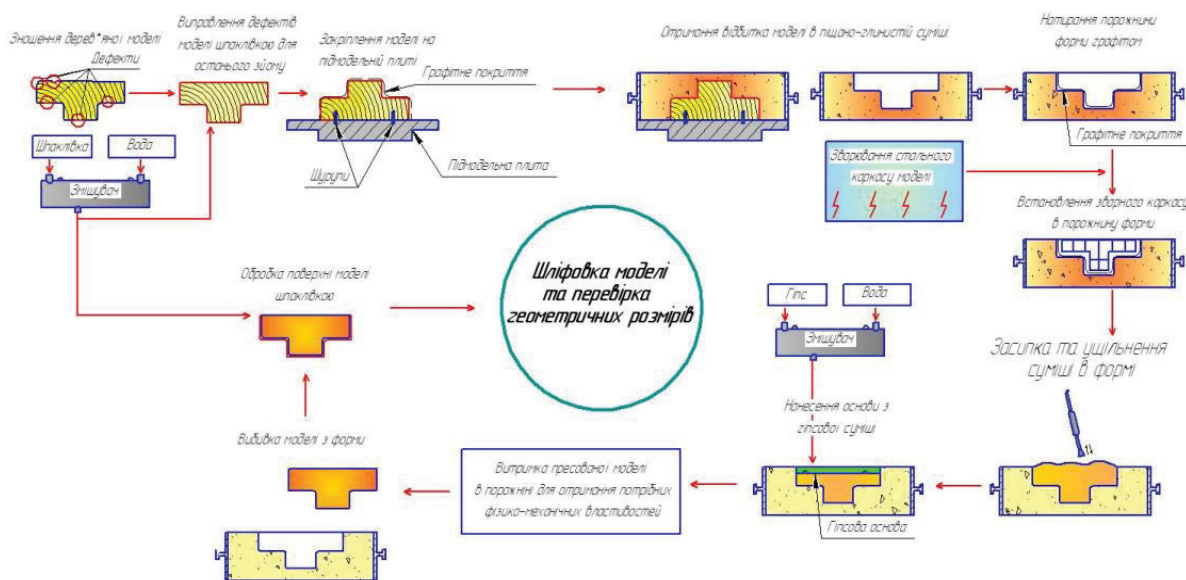 Зношення дерев*яної моделі
Дефекти
Виправлення дефектів
моделі шпаклівкою для
останього зйому
Закріплення моделі на
підмодельній плиті
Графітне покриття
Отримання відбитка моделі в піщано-глинистій суміші
Натирання порожнини
форми графітом
Графітне покриття
Шпаклівка
Вода
Змішувач
Шурупи
Підмодельна плита
Зварювання стального
каркасу моделі
Встановлення зварного каркасу
в порожнину форми
Обробка поверхні моделі
шпаклівкою
Шліфовка моделі
та перевірка
геометричних розмірів
Гіпс
Вода
Змішувач
Засипка та ущільнення
суміші в формі
Нанесення основи з
гіпсової суміші
Вибивка моделі з форми
Витримка пресованої моделі
в порожніні для отримання потрібних
фізико-механічних властивостей
Гіпсова основа